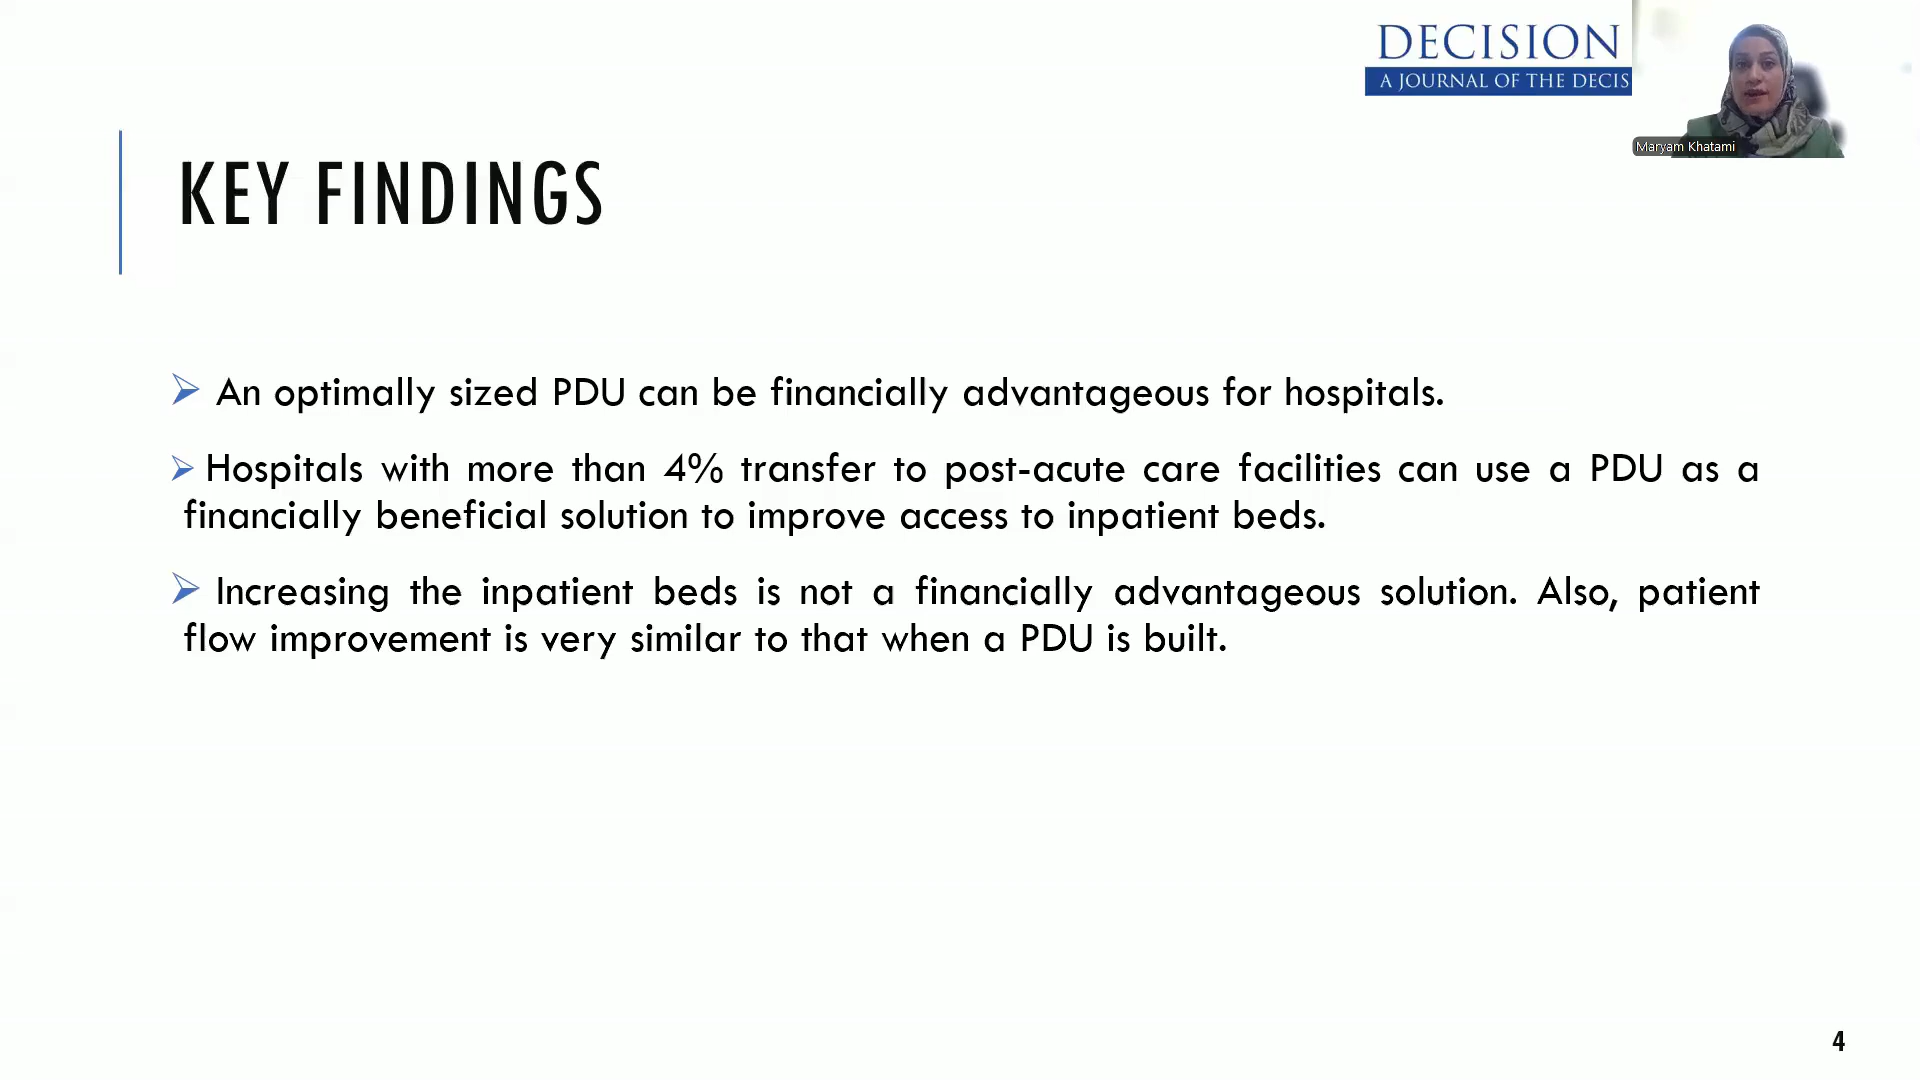 DECISION
A JOURNAL OF THE DECIS
Maryam Khatami
KEY FINDINGS
An optimally sized PDU can be financially advantageous for hospitals.
Hospitals with more than 4% transfer to post-acute care facilities can use a PDU as a
financially beneficial solution to improve access to inpatient beds.
Increasing the inpatient beds is not a financially advantageous solution. Also, patient
flow improvement is very similar to that when a PDU is built.
4